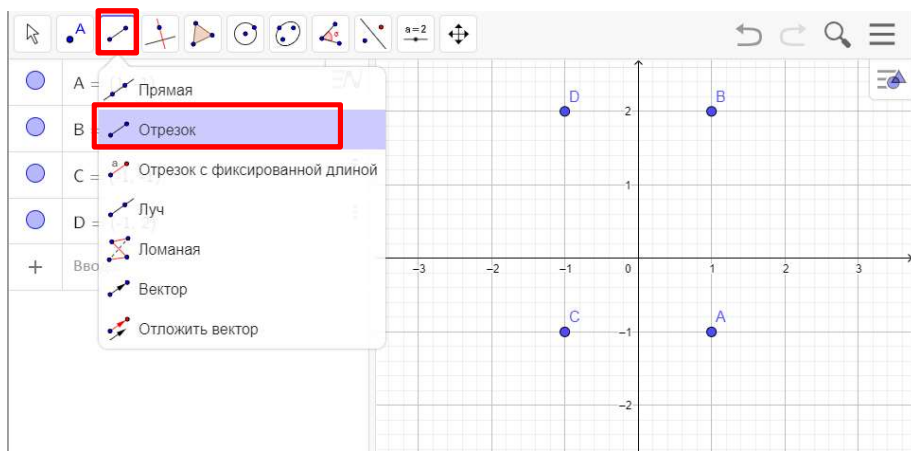 A
a=2
A =
B =
C =
D =
Вво
Прямая
Отрезок
a
Отрезок с фиксированной длиной
Луч
Ломаная
Вектор
Отложить вектор
D
B
2
1
–3
–2
–1
0
1
2
3
C
A
–1
–2